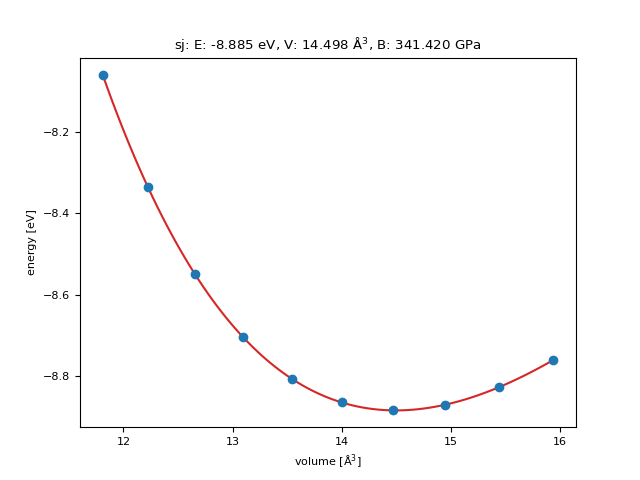 sj: E: -8.885 eV, V: 14.498 Å³, B: 341.420 GPa
energy [eV]
−8.2
−8.4
−8.6
−8.8
12 13 14 15 16
volume [Å³]